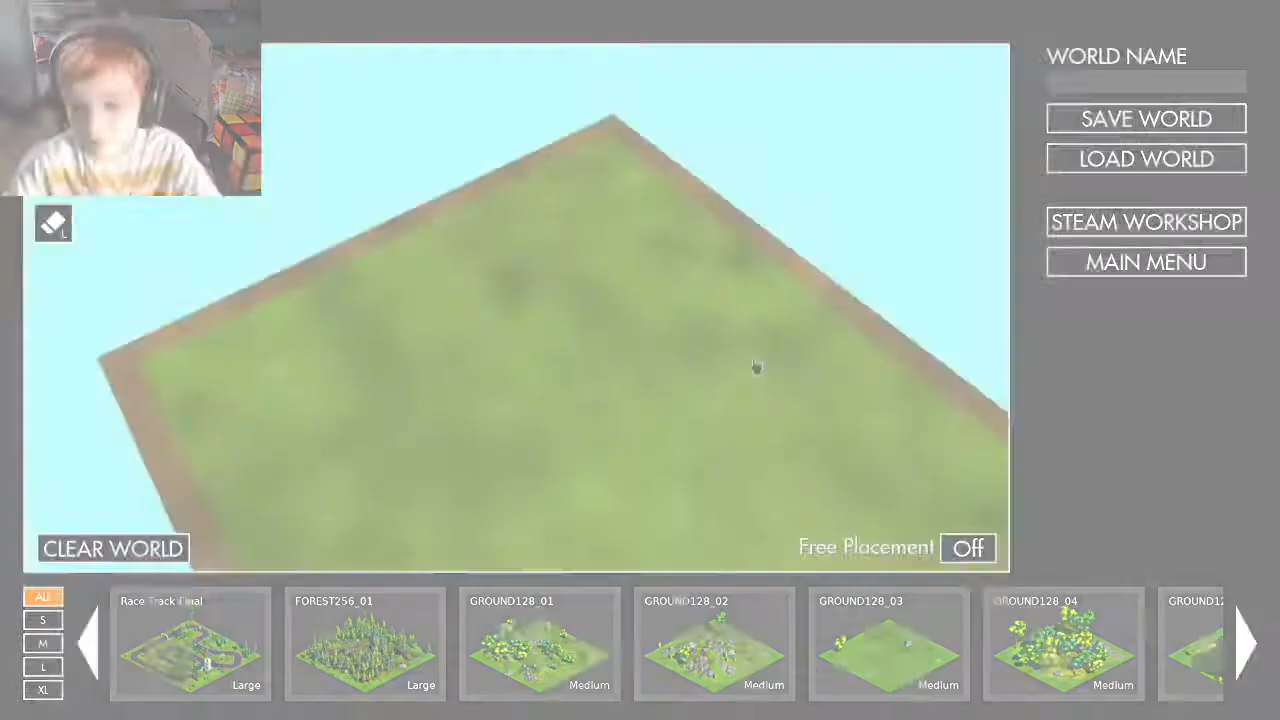 WORLD NAME
SAVE WORLD
LOAD WORLD
STEAM WORKSHOP
MAIN MENU
L
CLEAR WORLD
Free Placement Off
ALL
S
M
L
XL
Race Track Final
Large
FOREST256_01
Large
GROUND128_01
Medium
GROUND128_02
Medium
GROUND128_03
Medium
GROUND128_04
Medium
GROUND12